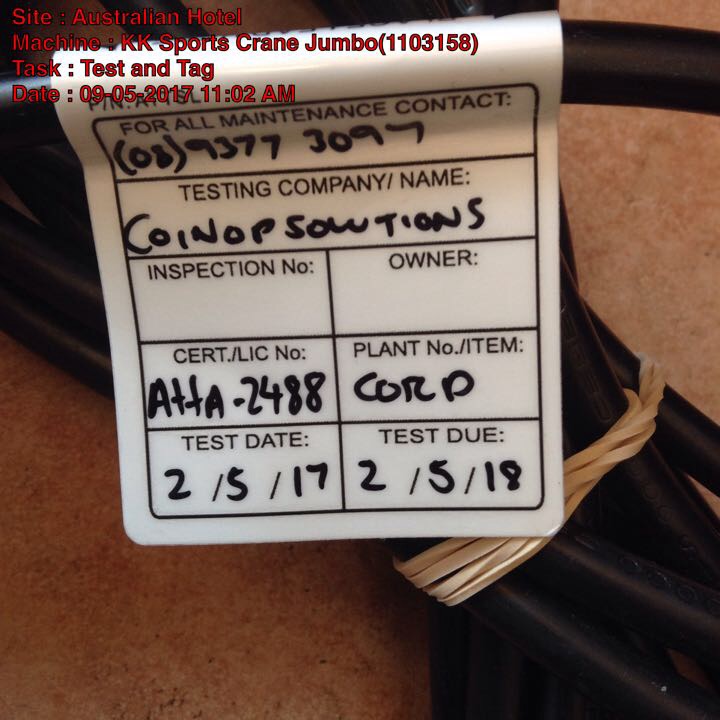 Site : Australian Hotel
Machine : KK Sports Crane Jumbo(1103158)
Task : Test and Tag
Date : 09-05-2017 11:02 AM
FOR ALL MAINTENANCE CONTACT:
(08) 9377 3097
TESTING COMPANY/ NAME:
COINOP SOLUTIONS
INSPECTION No: OWNER:
CERT./LIC No: PLANT No./ITEM:
AttA-2488 CORD
TEST DATE: TEST DUE:
2 /5 / 17 2 /5/18